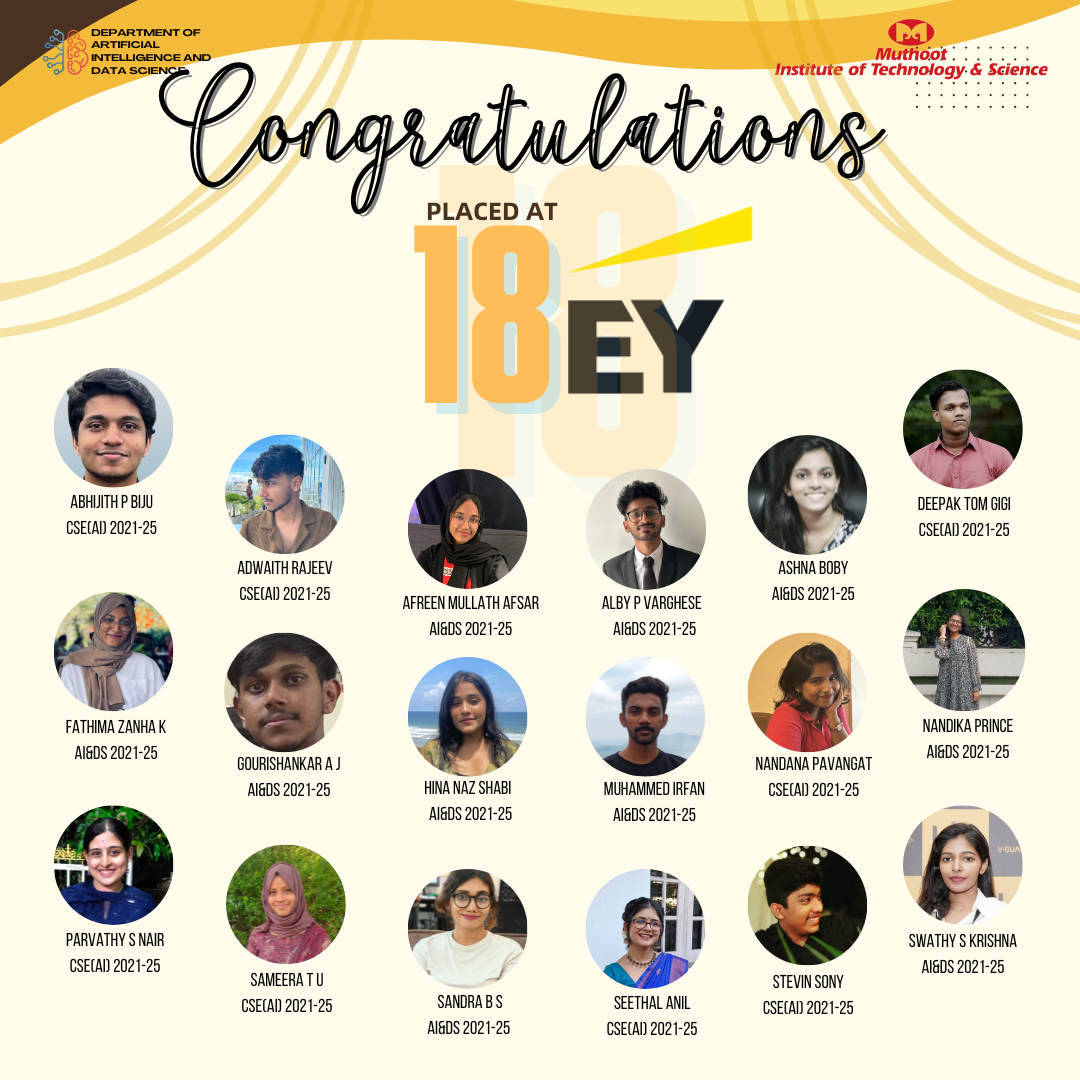 DEPARTMENT OF
ARTIFICIAL
INTELLIGENCE AND
DATA SCIENCE
Muthoot
Institute of Technology & Science
Congratulations
PLACED AT
18 EY
18
ABHIJITH P BIJU
CSE(AI) 2021-25
ADWAITH RAJEEV
CSE(AI) 2021-25
AFREEN MULLATH AFSAR
AI&DS 2021-25
ALBY P VARGHESE
AI&DS 2021-25
ASHNA BOBY
AI&DS 2021-25
DEEPAK TOM GIGI
CSE(AI) 2021-25
FATHIMA ZANHA K
AI&DS 2021-25
GOURISHANKAR A J
AI&DS 2021-25
HINA NAZ SHABI
AI&DS 2021-25
MUHAMMED IRFAN
AI&DS 2021-25
NANDANA PAVANGAT
CSE(AI) 2021-25
NANDIKA PRINCE
AI&DS 2021-25
PARVATHY S NAIR
CSE(AI) 2021-25
SAMEERA T U
CSE(AI) 2021-25
SANDRA B S
AI&DS 2021-25
SEETHAL ANIL
CSE(AI) 2021-25
STEVIN SONY
CSE(AI) 2021-25
V-GUA
SWATHY S KRISHNA
AI&DS 2021-25